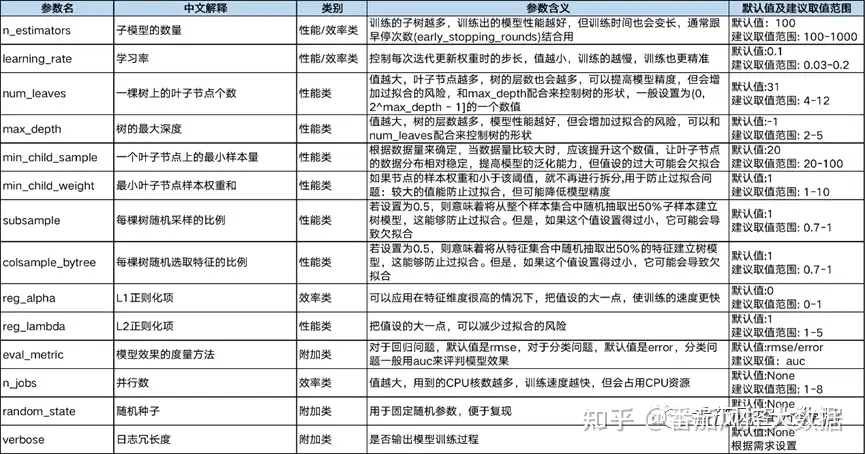 参数名 中文解释 类别 参数含义 默认值及建议取值范围
n_estimators 子模型的数量 性能/效率类 训练的子树越多，训练出的模型性能越好，但训练时间也会变长，通常跟
早停次数(early_stopping_rounds)结合用 默认值：100
建议取值范围: 100-1000
learning_rate 学习率 性能/效率类 控制每次迭代更新权重时的步长，值越小，训练的越慢，训练也更精准 默认值:0.1
建议取值范围: 0.03-0.2
num_leaves 一棵树上的叶子节点个数 性能类 值越大，叶子节点越多，树的层数也会越多，可以提高模型精度，但会增
加过拟合的风险，和max_depth配合来控制树的形状，一般设置为(0,
2^max_depth - 1]的一个数值 默认值:31
建议取值范围: 4-12
max_depth 树的最大深度 性能类 值越大，树的层数越多，模型性能越好，但会增加过拟合的风险，可以和
num_leaves配合来控制树的形状 默认值:-1
建议取值范围: 2-5
min_child_sample 一个叶子节点上的最小样本量 性能类 根据数据量来确定，当数据量比较大时，应该提升这个数值，让叶子节点
的数据分布相对稳定，提高模型的泛化能力，但值设的过大可能会欠拟合 默认值:20
建议取值范围: 20-100
min_child_weight 最小叶子节点样本权重和 性能类 如果节点的样本权重和小于该阈值，就不再进行拆分,用于防止过拟合问
题：较大的值能防止过拟合，但可能降低模型精度 默认值:1
建议取值范围: 1-10
subsample 每棵树随机采样的比例 性能类 若设置为0.5，则意味着将从整个样本集合中随机抽取出50%子样本建立
树模型，这能够防止过拟合。但是，如果这个值设置得过小，它可能会导
致欠拟合 默认值:1
建议取值范围: 0.7-1
colsample_bytree 每棵树随机选取特征的比例 性能类 若设置为0.5，则意味着将从特征集合中随机抽取出50%的特征建立树模
型，这能够防止过拟合。但是，如果这个值设置得过小，它可能会导致欠
拟合 默认值:1
建议取值范围: 0.7-1
reg_alpha L1正则化项 效率类 可以应用在特征维度很高的情况下，把值设的大一点，使训练的速度更快 默认值:0
建议取值范围: 0-1
reg_lambda L2正则化项 性能类 把值设的大一点，可以减少过拟合的风险 默认值:1
建议取值范围: 1-5
eval_metric 模型效果的度量方法 附加类 对于回归问题，默认值是rmse，对于分类问题，默认值是error，分类问
题一般用auc来评判模型效果 默认值:rmse/error
建议取值：auc
n_jobs 并行数 效率类 值越大，用到的CPU核数越多，训练速度越快，但会占用CPU资源 默认值:None
建议取值范围: 1-8
random_state 随机种子 附加类 用于固定随机参数，便于复现 默认值:None
verbose 日志冗长度 附加类 是否输出模型训练过程 默认值:None
根据需求设置
知乎 @番茄风控大数据